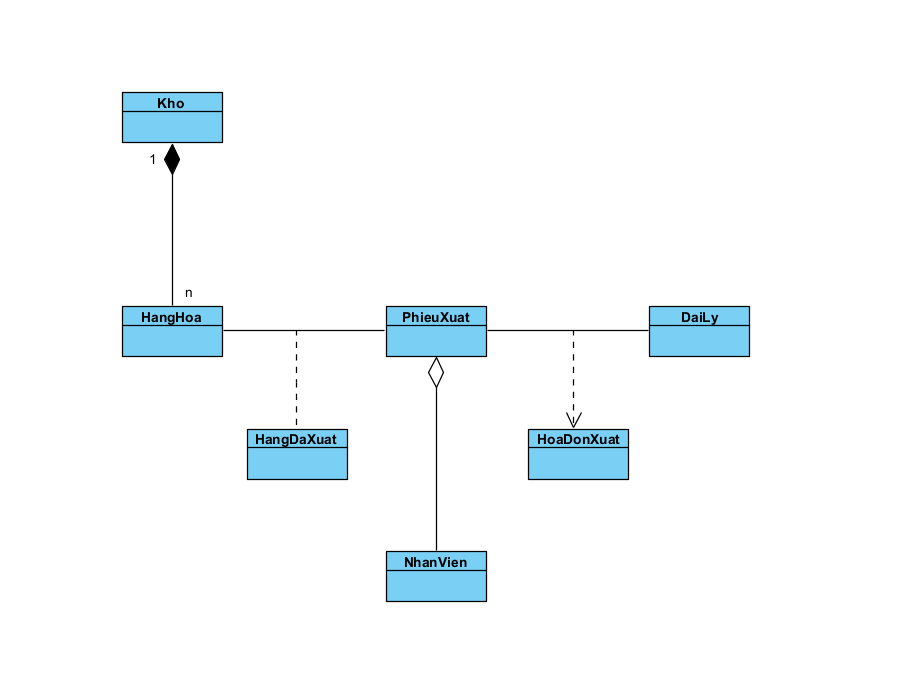 Kho
1
n
HangHoa
PhieuXuat
DaiLy
HangDaXuat
HoaDonXuat
NhanVien